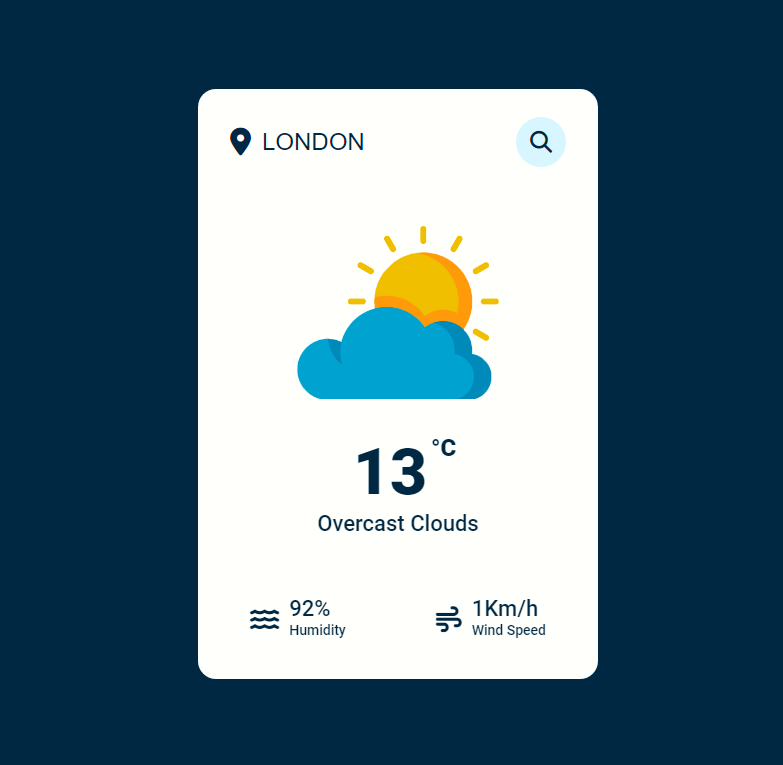 LONDON
13°C
Overcast Clouds
92%
Humidity
1Km/h
Wind Speed